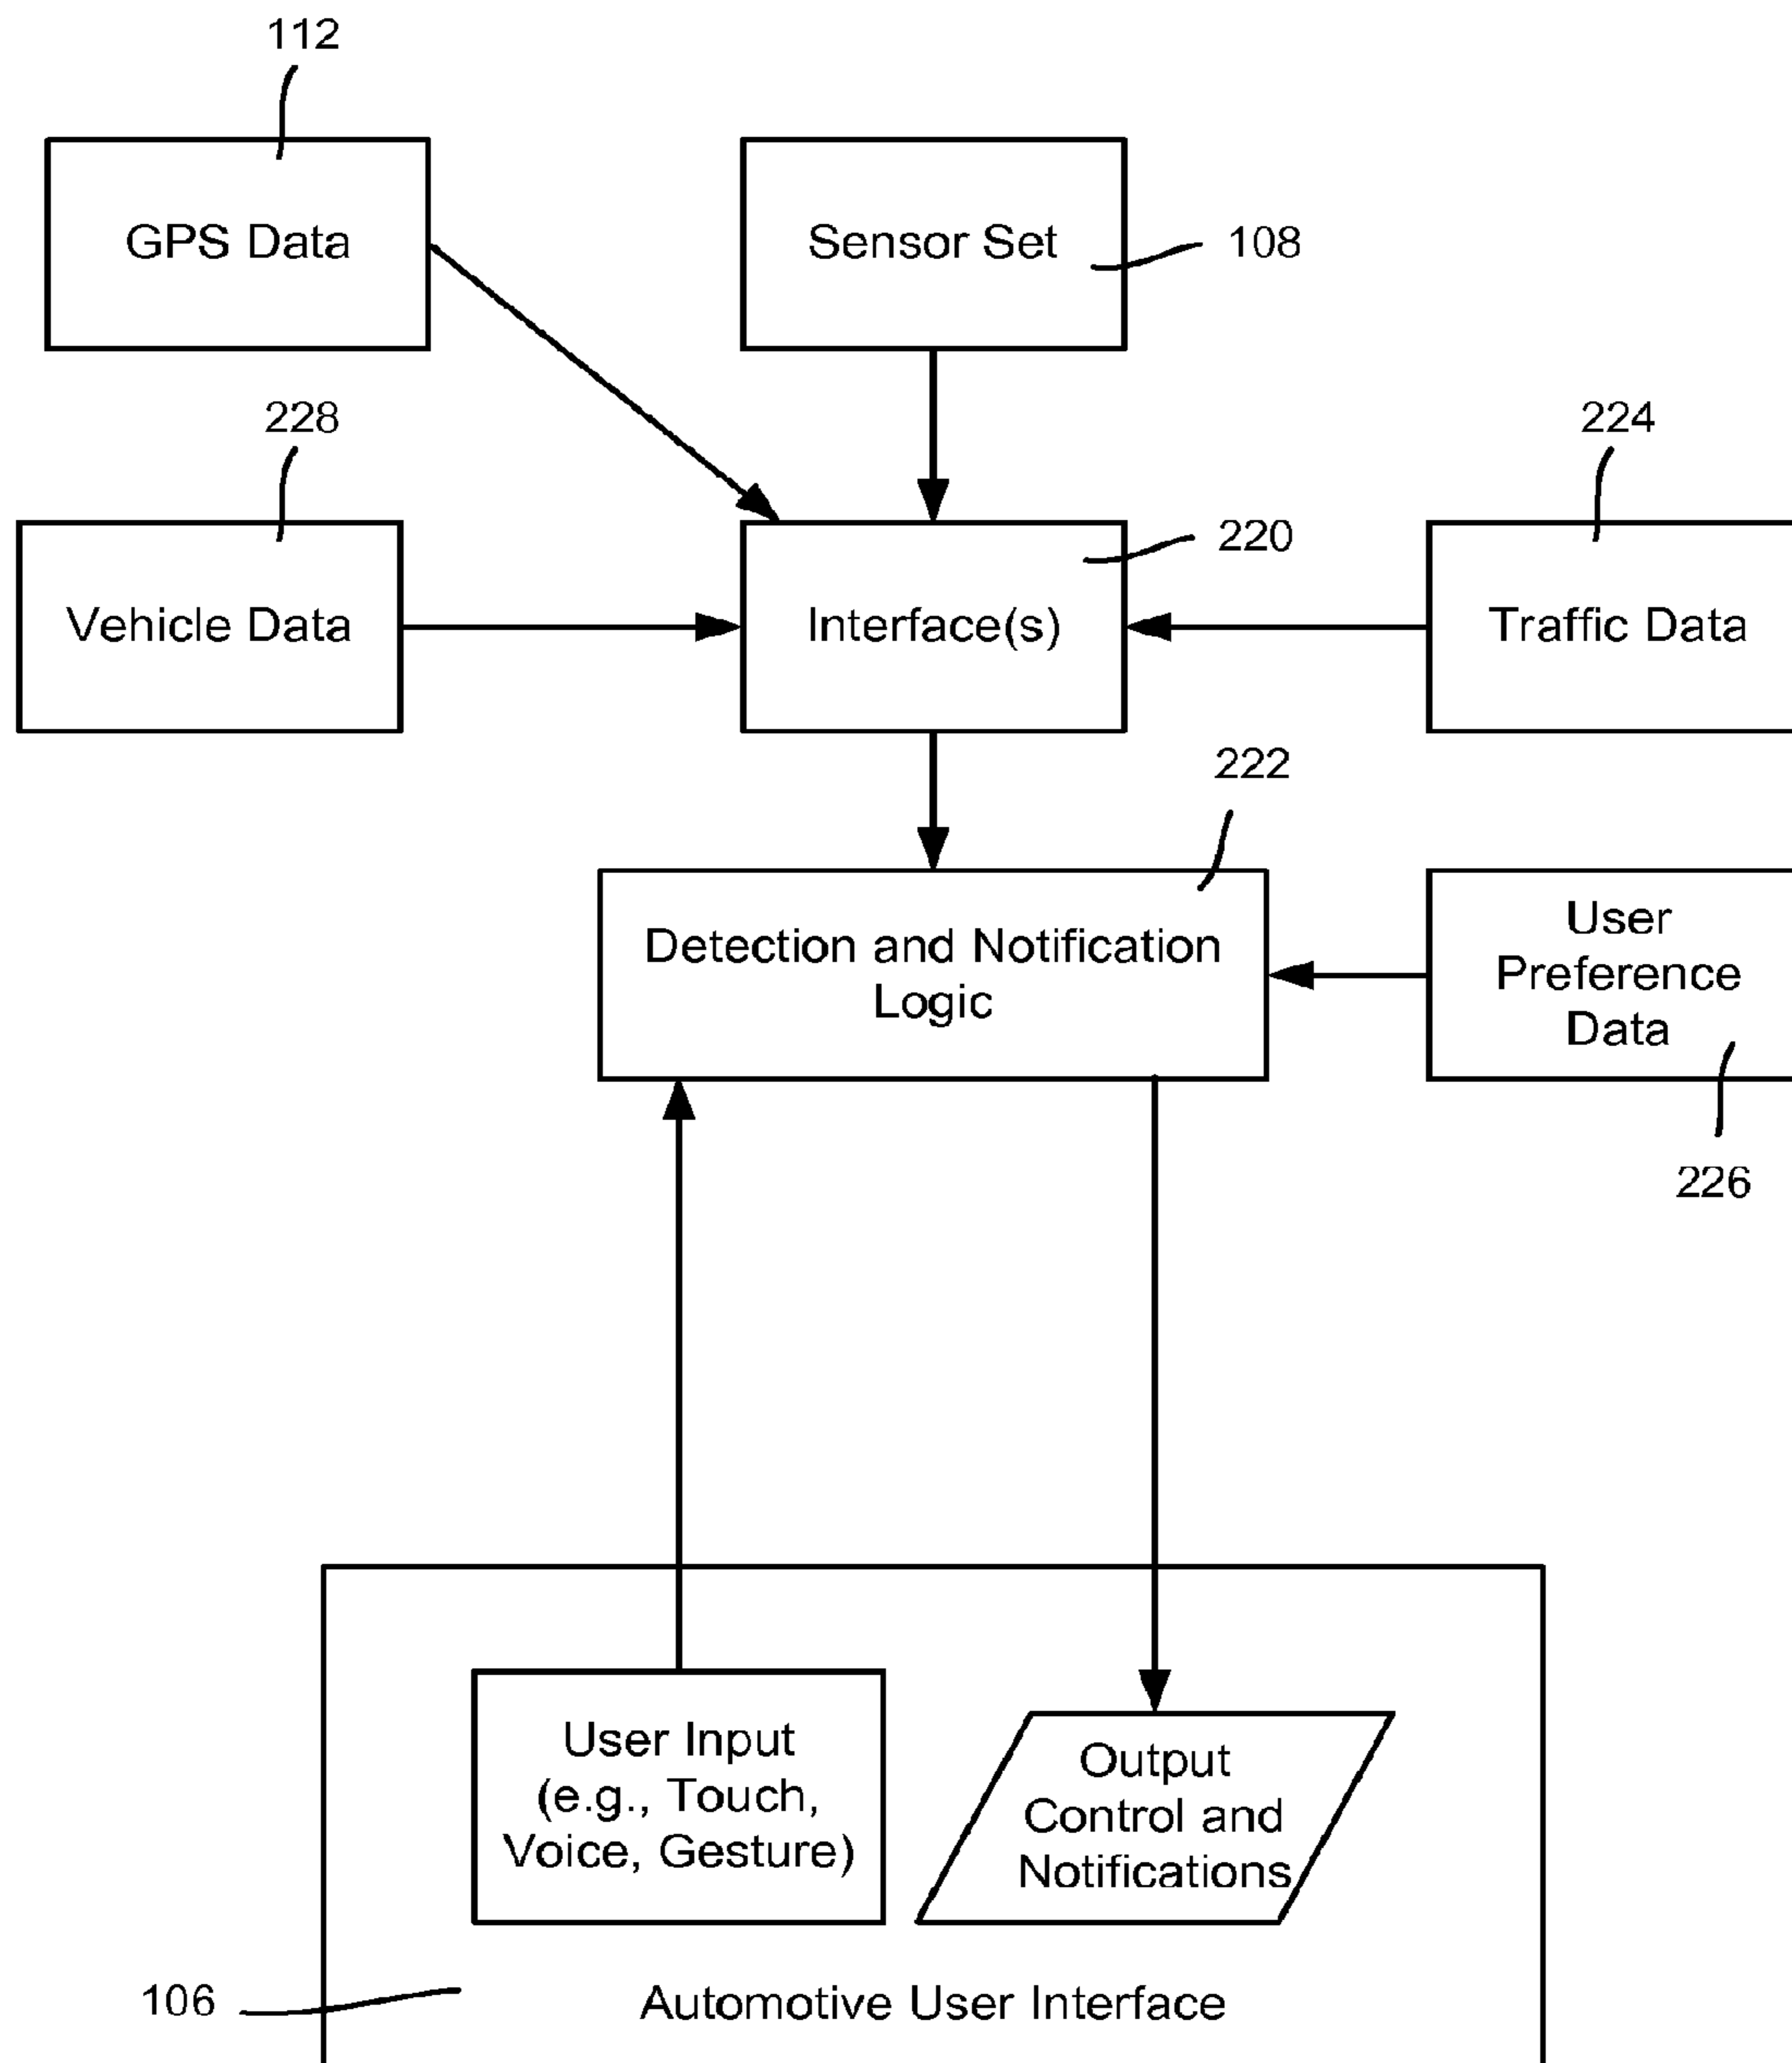 112
GPS Data
Sensor Set
108
228
224
220
Vehicle Data
Interface(s)
Traffic Data
222
Detection and Notification
Logic
User
Preference
Data
226
User Input
(e.g., Touch,
Voice, Gesture)
Output
Control and
Notifications
106
Automotive User Interface